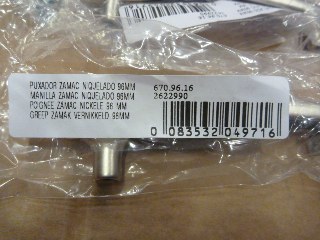 PUXADOR ZAMAC NIQUELADO 96MM
MANILLA ZAMAC NIQUELADO 96MM
POIGNEE ZAMAC NICKELE 96 MM
GREEP ZAMAK VERNIKKELD 96MM
670.96.16
2622990
0 083532 049716